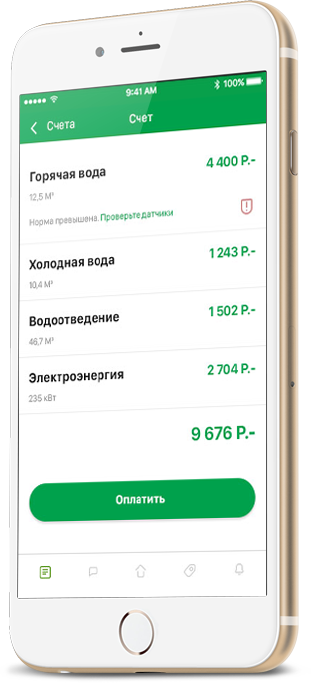 9:41 AM 100%
Счета Счет
Горячая вода 4 400 Р.-
12,5 М³
Норма превышена. Проверьте датчики
Холодная вода 1 243 Р.-
10,4 М³
Водоотведение 1 502 Р.-
46,7 М³
Электроэнергия 2 704 Р.-
235 кВт
9 676 Р.-
Оплатить